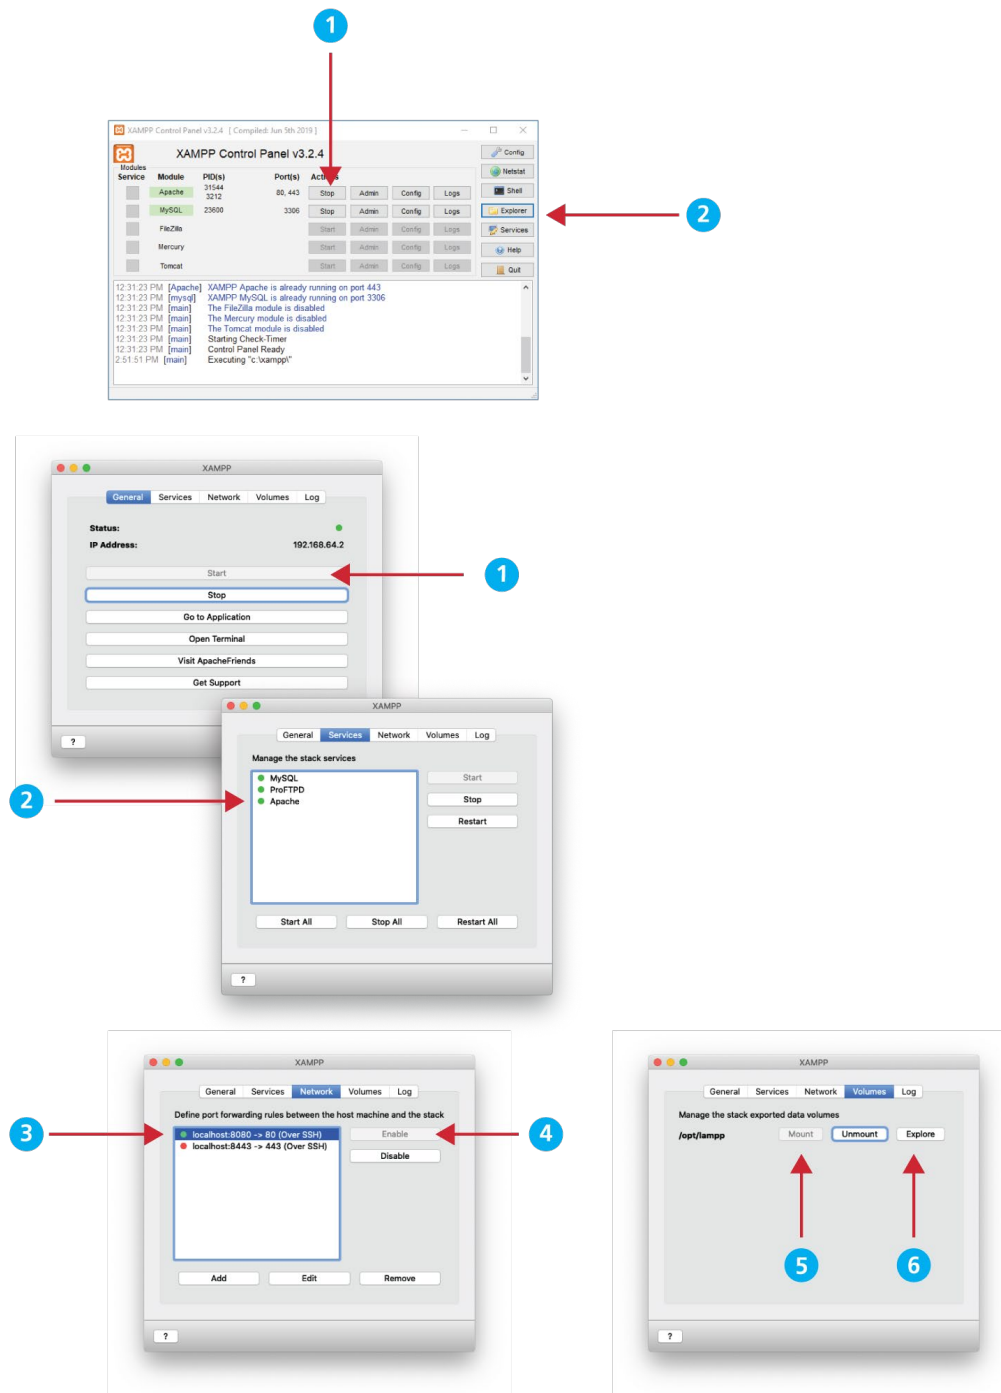 1
XAMPP Control Panel v3.2.4 [ Compiled: Jun 5th 2019 ]
XAMPP Control Panel v3.2.4
Config
Modules
Service Module PID(s) Port(s) Actions
Netstat
Apache 31544 3212 80, 443 Stop Admin Config Logs
Shell
MySQL 23600 3306 Stop Admin Config Logs
Explorer
2
FileZilla Start Admin Config Logs
Services
Mercury Start Admin Config Logs
Help
Tomcat Start Admin Config Logs
Quit
12:31:23 PM [Apache] XAMPP Apache is already running on port 443
12:31:23 PM [mysql] XAMPP MySQL is already running on port 3306
12:31:23 PM [main] The FileZilla module is disabled
12:31:23 PM [main] The Mercury module is disabled
12:31:23 PM [main] The Tomcat module is disabled
12:31:23 PM [main] Starting Check-Timer
12:31:23 PM [main] Control Panel Ready
2:51:51 PM [main] Executing "c:\xampp\"
XAMPP
General Services Network Volumes Log
Status:
IP Address: 192.168.64.2
Start
1
Stop
Go to Application
Open Terminal
Visit ApacheFriends
Get Support
?
XAMPP
General Services Network Volumes Log
Manage the stack services
MySQL
ProFTPD
Apache
2
Start
Stop
Restart
Start All Stop All Restart All
?
XAMPP
General Services Network Volumes Log
Define port forwarding rules between the host machine and the stack
3
localhost:8080 -> 80 (Over SSH)
localhost:8443 -> 443 (Over SSH)
Enable
4
Disable
Add Edit Remove
?
XAMPP
General Services Network Volumes Log
Manage the stack exported data volumes
/opt/lampp Mount Unmount Explore
5 6
?